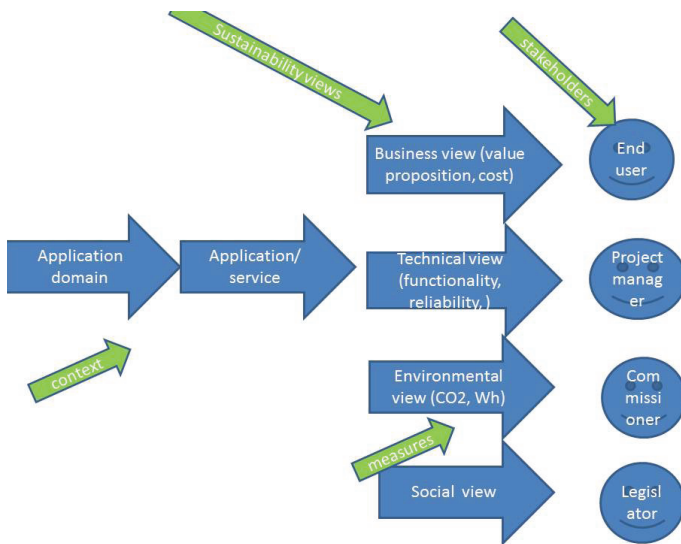 Sustainability views
stakeholders
Business view (value
proposition, cost)
End
user
Application
domain
Application/
service
Technical view
(functionality,
reliability, )
Project
manag
er
context
Environmental
view (CO2, Wh)
Com
missi
oner
measures
Social view
Legisl
ator